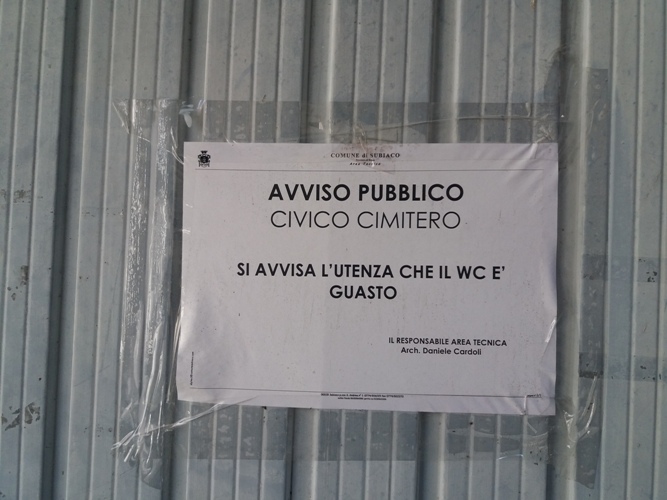 COMUNE di SUBIACO
AVVISO PUBBLICO
CIVICO CIMITERO
SI AVVISA L'UTENZA CHE IL WC E'
GUASTO
IL RESPONSABILE AREA TECNICA
Arch. Daniele Cardoli